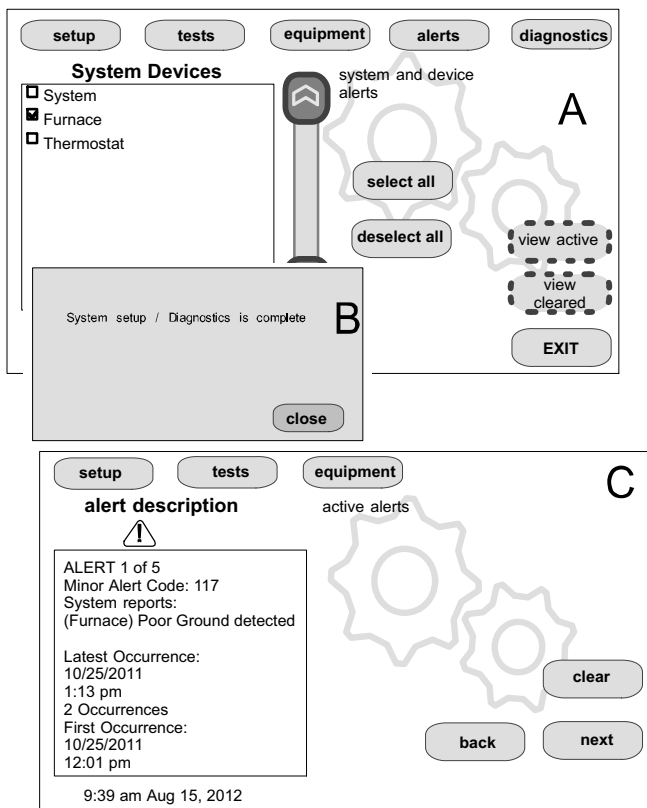 setup tests equipment alerts diagnostics
System Devices
system and device
alerts
A
System
Furnace
Thermostat
select all
deselect all
view active
view
cleared
EXIT
System setup / Diagnostics is complete
B
close
setup tests equipment
C
alert description
active alerts
!
ALERT 1 of 5
Minor Alert Code: 117
System reports:
(Furnace) Poor Ground detected
Latest Occurrence:
10/25/2011
1:13 pm
2 Occurrences
First Occurrence:
10/25/2011
12:01 pm
clear
back next
9:39 am Aug 15, 2012